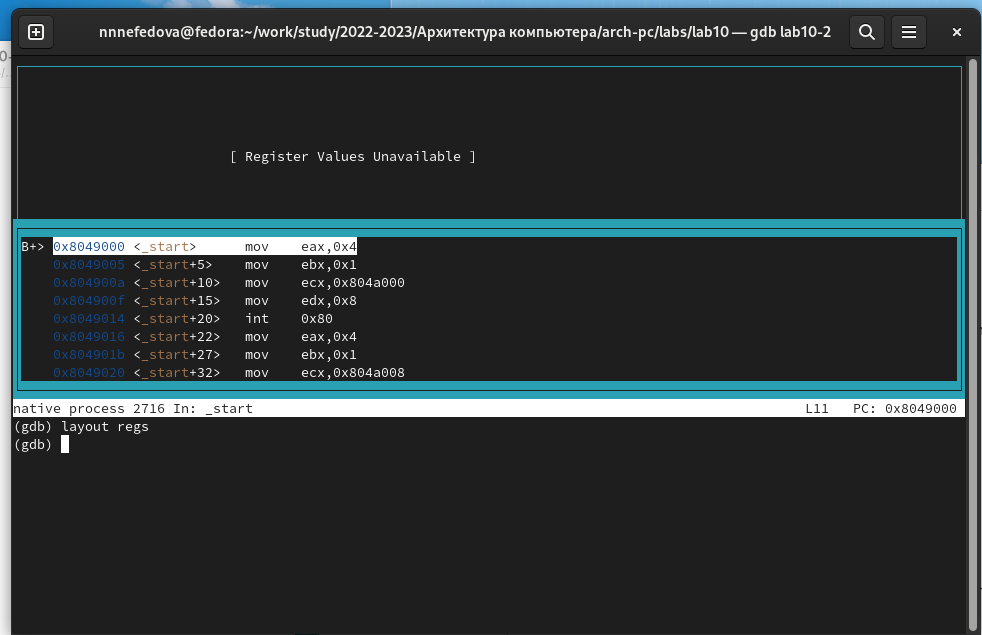 nnnefedova@fedora:~/work/study/2022-2023/Архитектура компьютера/arch-pc/labs/lab10 — gdb lab10-2
[ Register Values Unavailable ]
B+> 0x8049000 <_start> mov eax,0x4
0x8049005 <_start+5> mov ebx,0x1
0x804900a <_start+10> mov ecx,0x804a000
0x804900f <_start+15> mov edx,0x8
0x8049014 <_start+20> int 0x80
0x8049016 <_start+22> mov eax,0x4
0x804901b <_start+27> mov ebx,0x1
0x8049020 <_start+32> mov ecx,0x804a008
native process 2716 In: _start L11 PC: 0x8049000
(gdb) layout regs
(gdb)